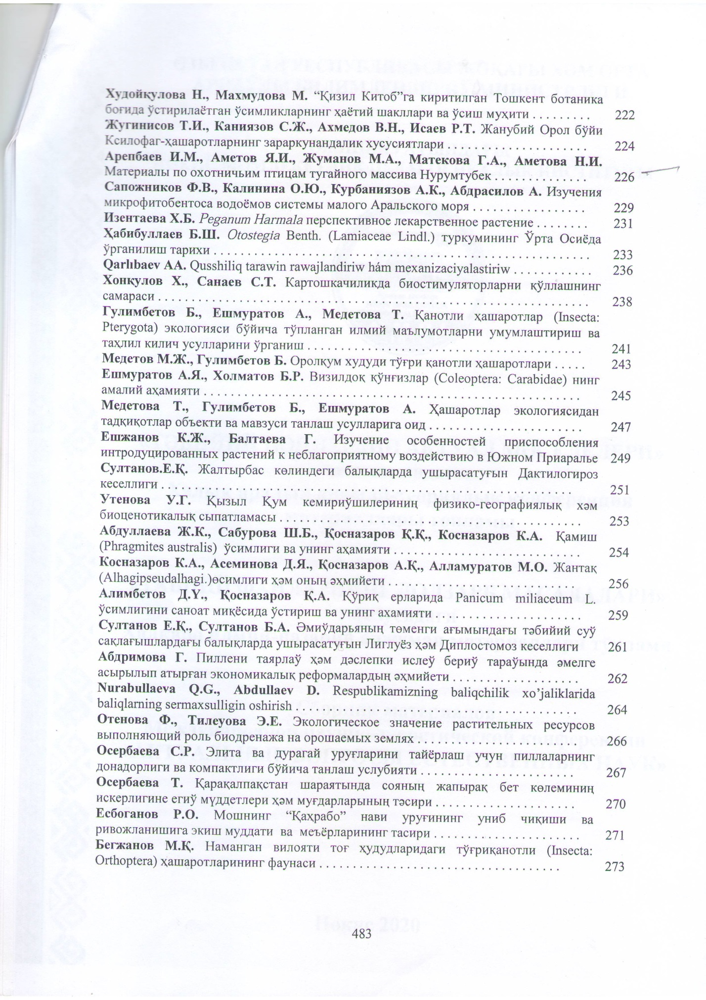 Худойқулова Н., Махмудова М. “Қизил Китоб”га киритилган Тошкент ботаника
боғида ўстирилаётган ўсимликларнинг ҳаётий шакллари ва ўсиш муҳити . . . . . . . . . 222
Жугинисов Т.И., Каниязов С.Ж., Ахмедов В.Н., Исаев Р.Т. Жанубий Орол бўйи
Ксилофаг-ҳашаротларнинг зараркунандалик хусусиятлари . . . . . . . . . . . . . . . . . . . . . 224
Арепбаев И.М., Аметов Я.И., Жуманов М.А., Матекова Г.А., Аметова Н.И.
Материалы по охотничьим птицам тугайного массива Нурумтубек . . . . . . . . . . . . . . 226
Сапожников Ф.В., Калинина О.Ю., Курбаниязов А.К., Абдрасилов А. Изучения
микрофитобентоса водоёмов системы малого Аральского моря . . . . . . . . . . . . . . . . . 229
Изентаева Х.Б. Peganum Harmala перспективное лекарственное растение . . . . . . . . 231
Ҳабибуллаев Б.Ш. Otostegia Benth. (Lamiaceae Lindl.) туркумининг Ўрта Осиёда
ўрганилиш тарихи . . . . . . . . . . . . . . . . . . . . . . . . . . . . . . . . . . . . . . . . . . . . . . . . . . . . . . . . 233
Qarlıbaev AA. Qusshiliq tarawin rawajlandiriw hám mexanizaciyalastiriw . . . . . . . . . . . . 236
Хонқулов Х., Санаев С.Т. Картошкачиликда биостимуляторларни қўллашнинг
самараси . . . . . . . . . . . . . . . . . . . . . . . . . . . . . . . . . . . . . . . . . . . . . . . . . . . . . . . . . . . . . . . . 238
Гулимбетов Б., Ешмуратов А., Медетова Т. Қанотли ҳашаротлар (Insecta:
Pterygota) экологияси бўйича тўпланган илмий маълумотларни умумлаштириш ва
таҳлил килич усулларини ўрганиш . . . . . . . . . . . . . . . . . . . . . . . . . . . . . . . . . . . . . . . . . 241
Медетов М.Ж., Гулимбетов Б. Оролқум худуди тўғри қанотли ҳашаротлари . . . . . 243
Ешмуратов А.Я., Холматов Б.Р. Визилдоқ қўнғизлар (Coleoptera: Carabidae) нинг
амалий аҳамияти . . . . . . . . . . . . . . . . . . . . . . . . . . . . . . . . . . . . . . . . . . . . . . . . . . . . . . . . 245
Медетова Т., Гулимбетов Б., Ешмуратов А. Ҳашаротлар экологиясидан
тадқиқотлар объекти ва мавзуси танлаш усулларига оид . . . . . . . . . . . . . . . . . . . . . . . 247
Ешжанов К.Ж., Балтаева Г. Изучение особенностей приспособления
интродуцированных растений к неблагоприятному воздействию в Южном Приаралье 249
Султанов.Е.Қ. Жалтырбас көлиндеги балықларда ушырасатуғын Дактилогироз
кеселлиги . . . . . . . . . . . . . . . . . . . . . . . . . . . . . . . . . . . . . . . . . . . . . . . . . . . . . . . . . . . . . 251
Утенова У.Г. Қызыл Қум кемириўшилериниң физико-географиялық хәм
биоценотикалық сыпатламасы . . . . . . . . . . . . . . . . . . . . . . . . . . . . . . . . . . . . . . . . . . . . . 253
Абдуллаева Ж.К., Сабурова Ш.Б., Қосназаров Қ.Қ., Косназаров К.А. Қамиш
(Phragmites australis) ўсимлиги ва унинг аҳамияти . . . . . . . . . . . . . . . . . . . . . . . . . . . . 254
Косназаров К.А., Асеминова Д.Я., Қосназаров А.Қ., Алламуратов М.О. Жантақ
(Alhagipseudalhagi.)өсимлиги ҳәм оның әҳмийети . . . . . . . . . . . . . . . . . . . . . . . . . . . . 256
Алимбетов Д.Ү., Қосназаров Қ.А. Қўриқ ерларида Panicum miliaceum L.
ўсимлигини саноат миқёсида ўстириш ва унинг ахамияти . . . . . . . . . . . . . . . . . . . . . . 259
Султанов Е.Қ., Султанов Б.А. Әмиўдарьяның төменги ағымындағы тәбийий суў
сақлағышлардағы балықларда ушырасатуғын Лиглуёз ҳәм Диплостомоз кеселлиги 261
Абдримова Г. Пиллени таярлаў ҳәм дәслепки ислеў бериў тараўында әмелге
асырылып атырған экономикалық реформалардың әҳмийети . . . . . . . . . . . . . . . . . . . 262
Nurabullaeva Q.G., Abdullaev D. Respublikamizning baliqchilik xo’jaliklarida
baliqlarning sermaxsulligin oshirish . . . . . . . . . . . . . . . . . . . . . . . . . . . . . . . . . . . . . . . . . . 264
Отенова Ф., Тилеуова Э.Е. Экологическое значение растительных ресурсов
выполняющий роль биодренажа на орошаемых землях . . . . . . . . . . . . . . . . . . . . . . . . 266
Осербаева С.Р. Элита ва дурагай уруғларини тайёрлаш учун пиллаларнинг
донадорлиги ва компактлиги бўйича танлаш услубияти . . . . . . . . . . . . . . . . . . . . . . . 267
Осербаева Т. Қарақалпақстан шараятында сояның жапырақ бет көлеминиң
искерлигине егиў мүддетлери ҳәм муғдарларының тәсири . . . . . . . . . . . . . . . . . . . . . 270
Есбоганов Р.О. Мошнинг “Қаҳрабо” нави уруғининг униб чиқиши ва
ривожланишига экиш муддати ва меъёрларининг тасири . . . . . . . . . . . . . . . . . . . . . . 271
Бегжанов М.Қ. Наманган вилояти тоғ ҳудудларидаги тўғриқанотли (Insecta:
Orthoptera) ҳашаротларининг фаунаси . . . . . . . . . . . . . . . . . . . . . . . . . . . . . . . . . . . . 273
483